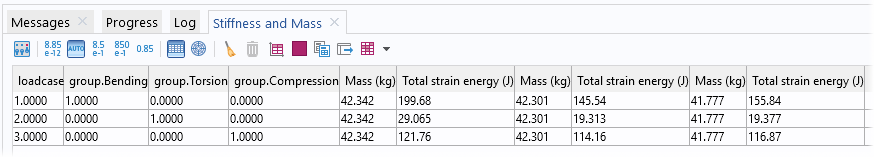 Messages Progress Log Stiffness and Mass
8.85 e-12 AUTO 8.5 e-1 850 -1 0.85
loadcase group.Bending group.Torsion group.Compression Mass (kg) Total strain energy (J) Mass (kg) Total strain energy (J) Mass (kg) Total strain energy (J)
1.0000 1.0000 0.0000 0.0000 42.342 199.68 42.301 145.54 41.777 155.84
2.0000 0.0000 1.0000 0.0000 42.342 29.065 42.301 19.313 41.777 19.377
3.0000 0.0000 0.0000 1.0000 42.342 121.76 42.301 114.16 41.777 116.87